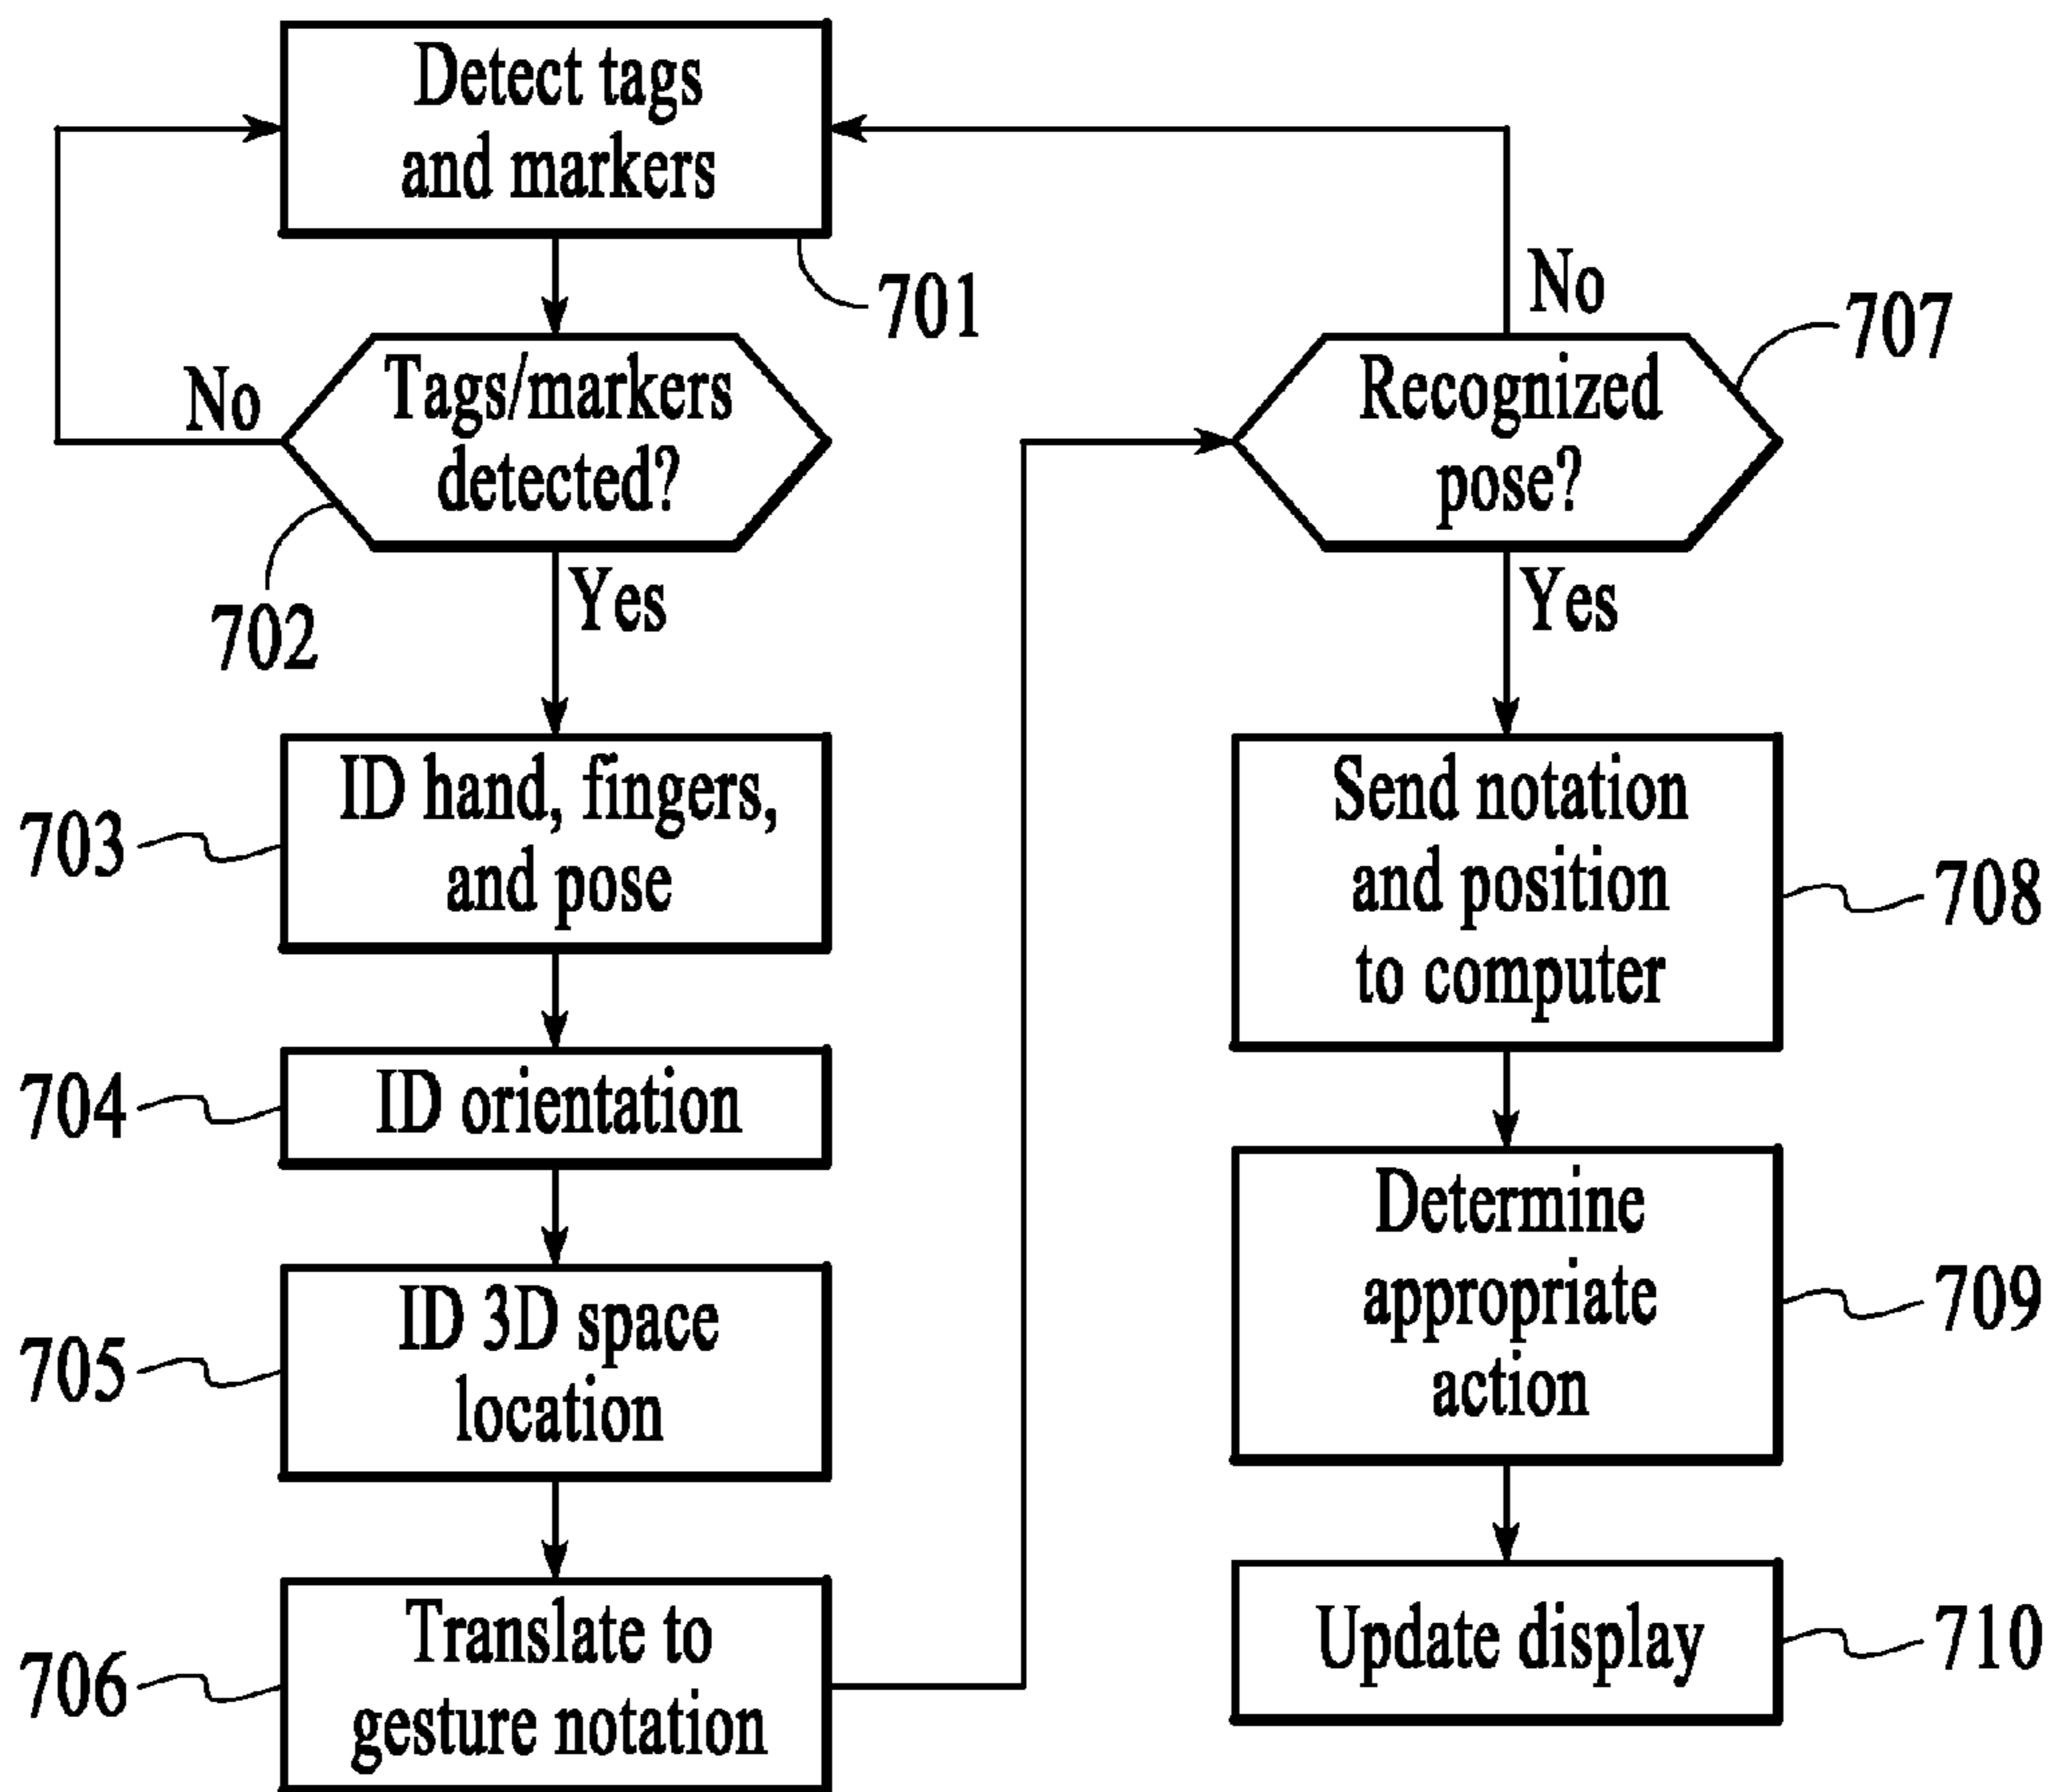 Detect tags
and markers
701
No
Tags/markers
detected?
702
Yes
703
ID hand, fingers,
and pose
704
ID orientation
705
ID 3D space
location
706
Translate to
gesture notation
No
707
Recognized
pose?
Yes
Send notation
and position
to computer
708
Determine
appropriate
action
709
Update display
710